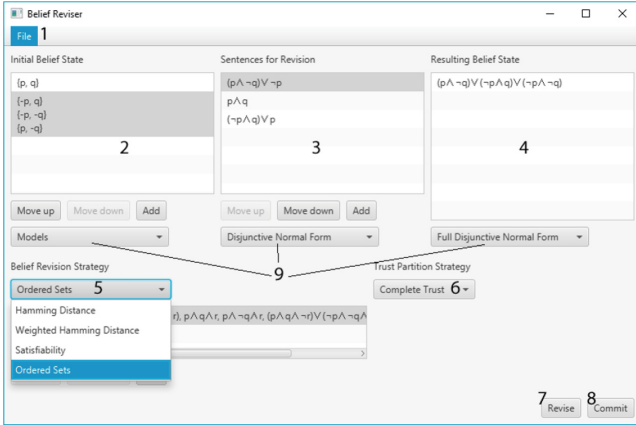 Belief Reviser
File 1
Initial Belief State
Sentences for Revision
Resulting Belief State
{p, q}
{-p, q}
{-p, -q}
{p, -q}
2
(p∧¬q)∨¬p
p∧q
(¬p∧q)∨p
3
(p∧¬q)∨(¬p∧q)∨(¬p∧¬q)
4
Move up Move down Add
Move up Move down Add
Models
Disjunctive Normal Form
Full Disjunctive Normal Form
9
Belief Revision Strategy
Trust Partition Strategy
Ordered Sets 5
Complete Trust 6
Hamming Distance
Weighted Hamming Distance
Satisfiability
Ordered Sets
r), p∧q∧r, p∧¬q∧r, (p∧q∧¬r)∨(¬p∧¬q∧
7 Revise
8 Commit